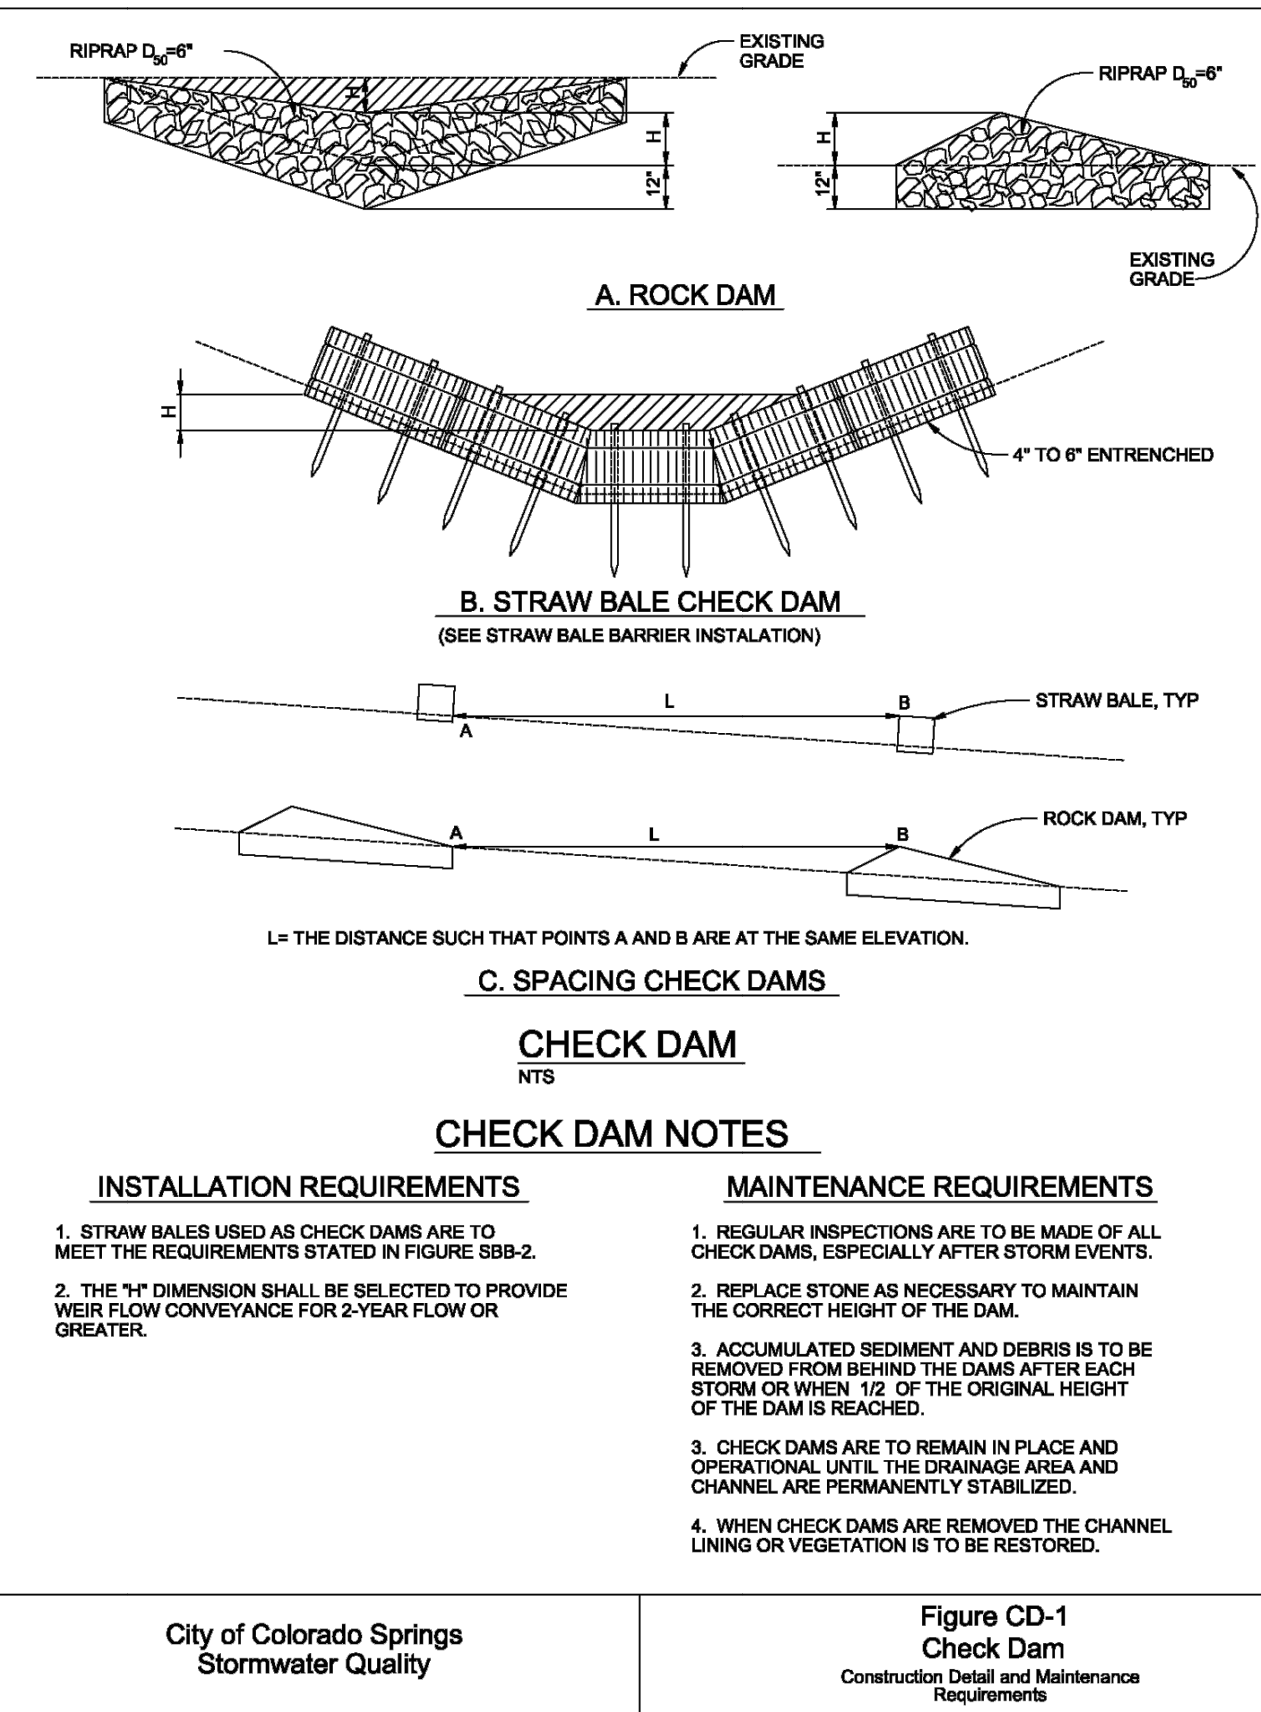 RIPRAP D50=6"
EXISTING
GRADE
H
H
12"
RIPRAP D50=6"
H
12"
EXISTING
GRADE
A. ROCK DAM
H
4" TO 6" ENTRENCHED
B. STRAW BALE CHECK DAM
(SEE STRAW BALE BARRIER INSTALATION)
L
B
STRAW BALE, TYP
A
A
L
B
ROCK DAM, TYP
L= THE DISTANCE SUCH THAT POINTS A AND B ARE AT THE SAME ELEVATION.
C. SPACING CHECK DAMS
CHECK DAM
NTS
CHECK DAM NOTES
INSTALLATION REQUIREMENTS
1. STRAW BALES USED AS CHECK DAMS ARE TO
MEET THE REQUIREMENTS STATED IN FIGURE SBB-2.
2. THE "H" DIMENSION SHALL BE SELECTED TO PROVIDE
WEIR FLOW CONVEYANCE FOR 2-YEAR FLOW OR
GREATER.
MAINTENANCE REQUIREMENTS
1. REGULAR INSPECTIONS ARE TO BE MADE OF ALL
CHECK DAMS, ESPECIALLY AFTER STORM EVENTS.
2. REPLACE STONE AS NECESSARY TO MAINTAIN
THE CORRECT HEIGHT OF THE DAM.
3. ACCUMULATED SEDIMENT AND DEBRIS IS TO BE
REMOVED FROM BEHIND THE DAMS AFTER EACH
STORM OR WHEN 1/2 OF THE ORIGINAL HEIGHT
OF THE DAM IS REACHED.
3. CHECK DAMS ARE TO REMAIN IN PLACE AND
OPERATIONAL UNTIL THE DRAINAGE AREA AND
CHANNEL ARE PERMANENTLY STABILIZED.
4. WHEN CHECK DAMS ARE REMOVED THE CHANNEL
LINING OR VEGETATION IS TO BE RESTORED.
City of Colorado Springs
Stormwater Quality
Figure CD-1
Check Dam
Construction Detail and Maintenance
Requirements